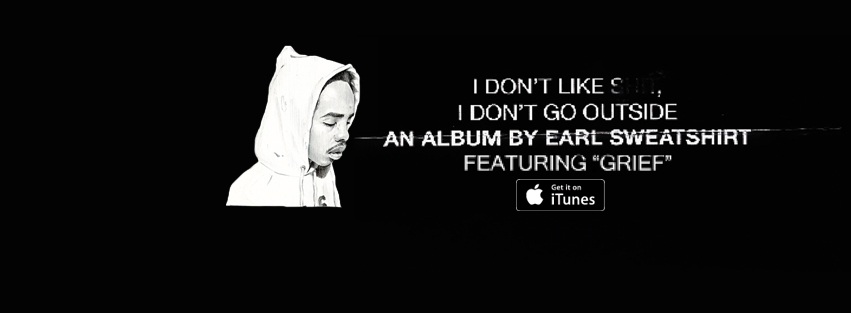 I DON'T LIKE SHIT,
I DON'T GO OUTSIDE
AN ALBUM BY EARL SWEATSHIRT
FEATURING “GRIEF”
Get it on
iTunes